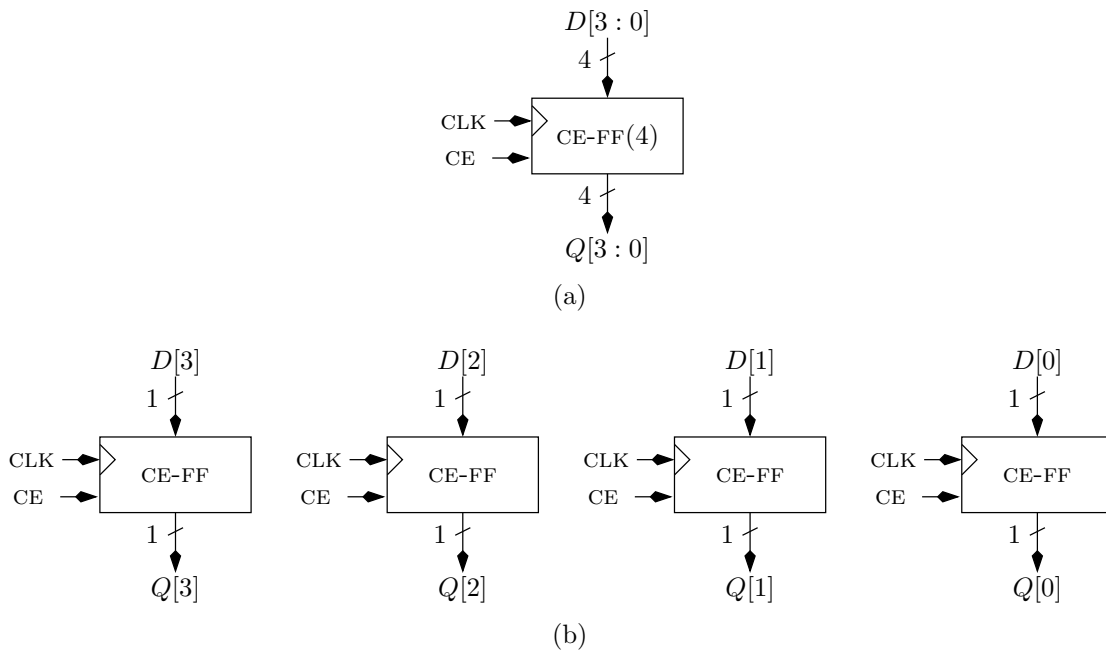 D[3 : 0]
4
CLK
CE-FF(4)
CE
4
Q[3 : 0]
(a)
D[3] D[2] D[1] D[0]
1 1 1 1
CLK CLK CLK CLK
CE-FF CE-FF CE-FF CE-FF
CE CE CE CE
1 1 1 1
Q[3] Q[2] Q[1] Q[0]
(b)